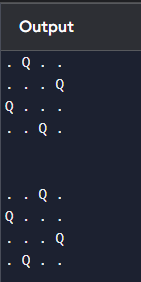 Output
. Q . .
. . . Q
Q . . .
. . Q .
. . Q .
Q . . .
. . . Q
. Q . .